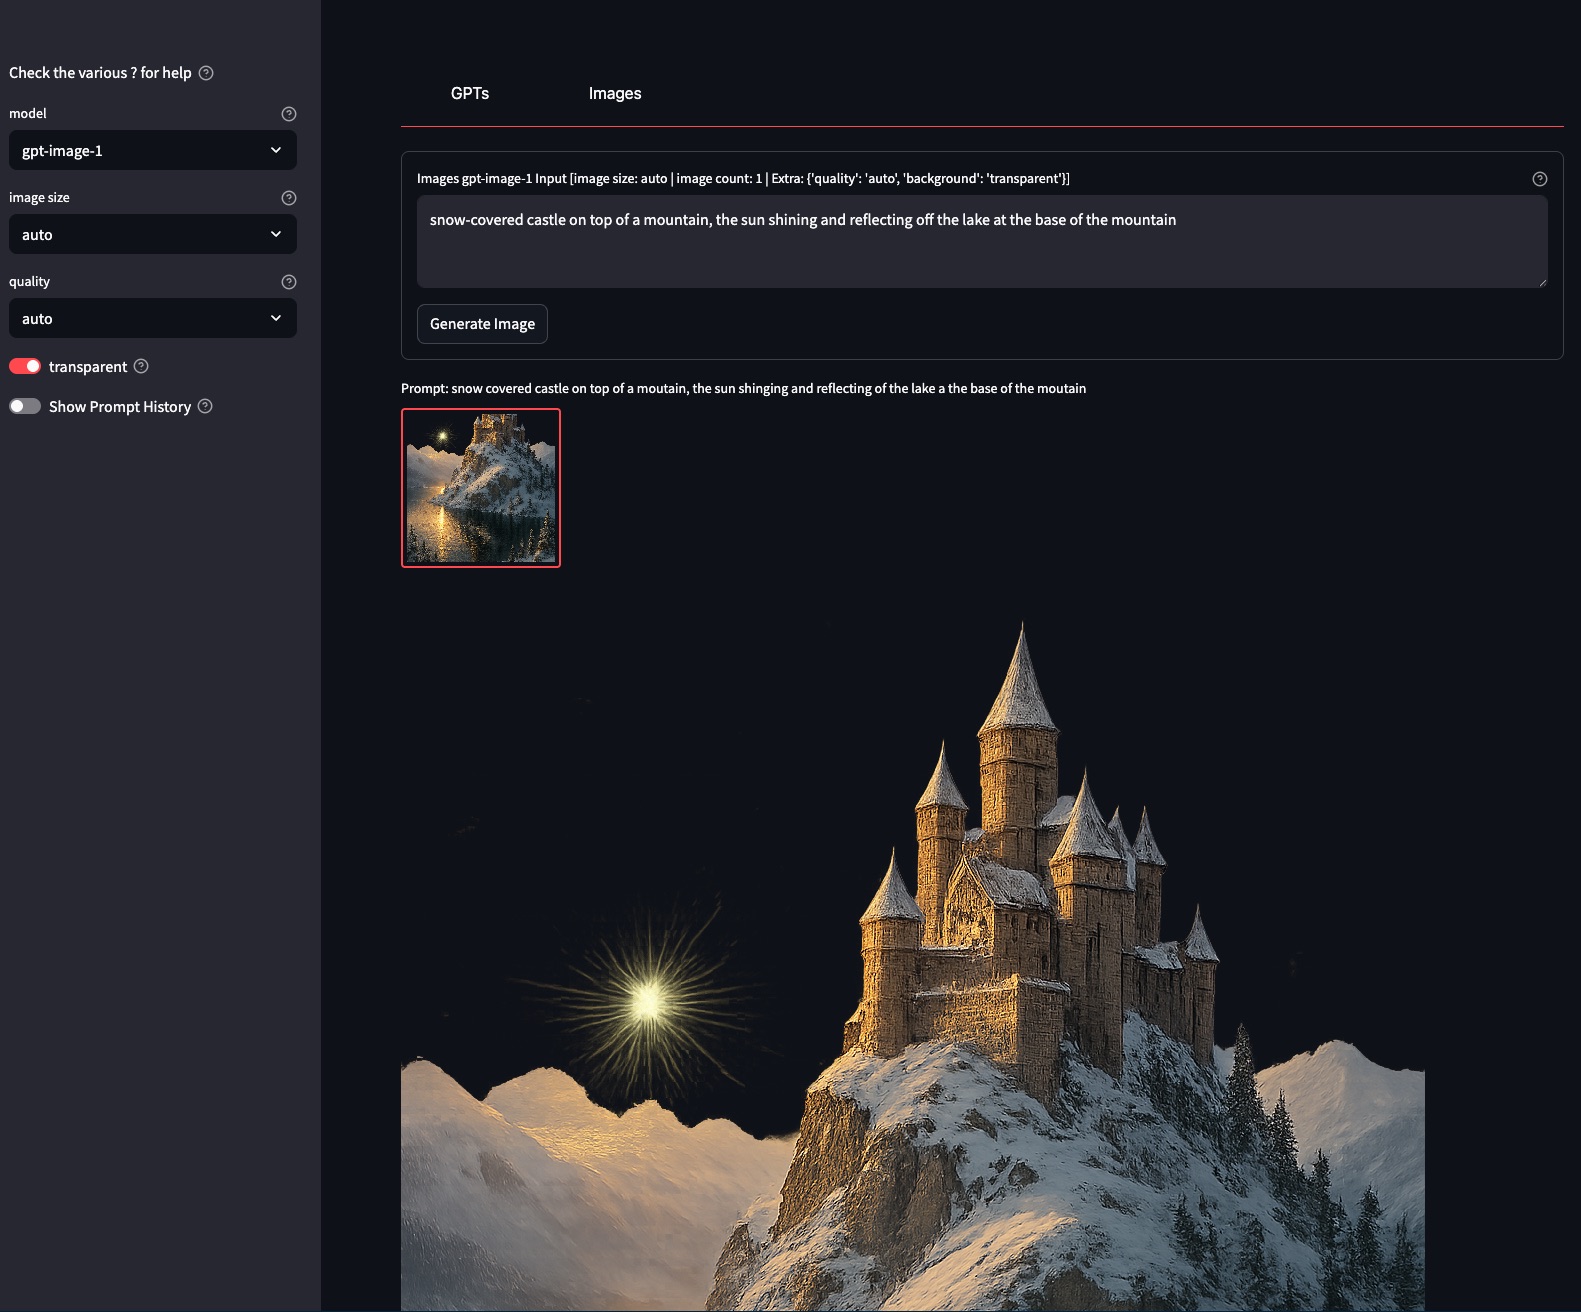 Check the various ? for help
model
gpt-image-1
image size
auto
quality
auto
transparent
Show Prompt History
GPTs
Images
Images gpt-image-1 Input [image size: auto | image count: 1 | Extra: {'quality': 'auto', 'background': 'transparent'}]
snow-covered castle on top of a mountain, the sun shining and reflecting off the lake at the base of the mountain
Generate Image
Prompt: snow covered castle on top of a moutain, the sun shinging and reflecting of the lake a the base of the moutain